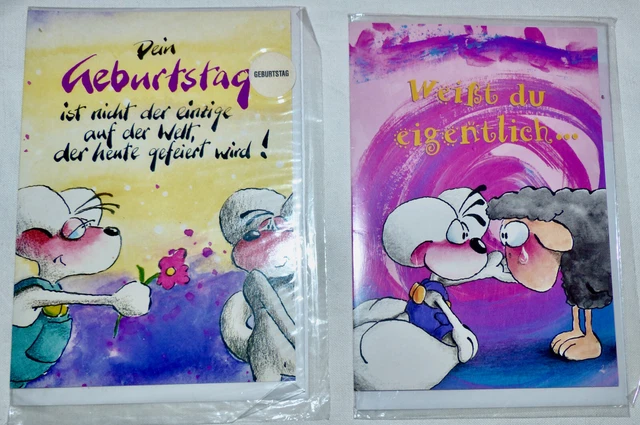 Dein
Geburtstag
GEBURTSTAG
ist nicht der einzige
auf der Welt,
der heute gefeiert wird!
Weißt du
eigentlich...